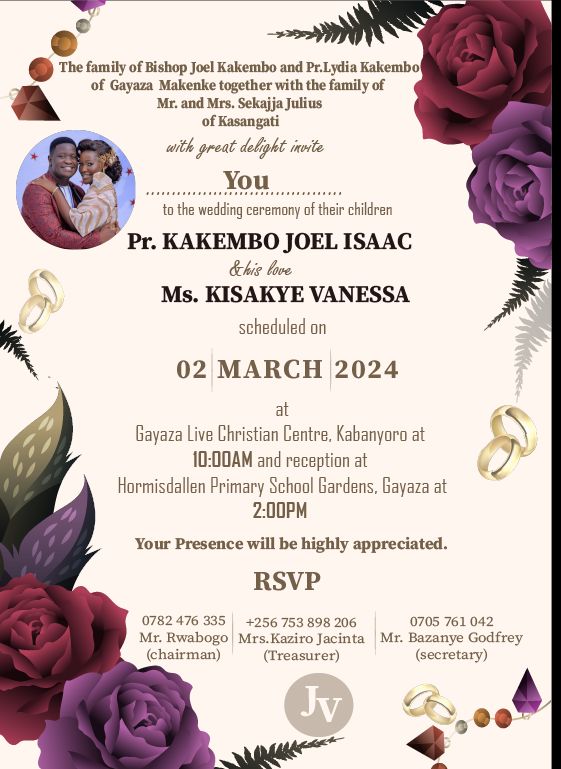 The family of Bishop Joel Kakembo and Pr.Lydia Kakembo
of Gayaza Makenke together with the family of
Mr. and Mrs. Sekajja Julius
of Kasangati
with great delight invite
You
to the wedding ceremony of their children
Pr. KAKEMBO JOEL ISAAC
&his love
Ms. KISAKYE VANESSA
scheduled on
02 MARCH 2024
at
Gayaza Live Christian Centre, Kabanyoro at
10:00AM and reception at
Hormisdallen Primary School Gardens, Gayaza at
2:00PM
Your Presence will be highly appreciated.
RSVP
0782 476 335
Mr. Rwabogo
(chairman)
+256 753 898 206
Mrs.Kaziro Jacinta
(Treasurer)
0705 761 042
Mr. Bazanye Godfrey
(secretary)
JV